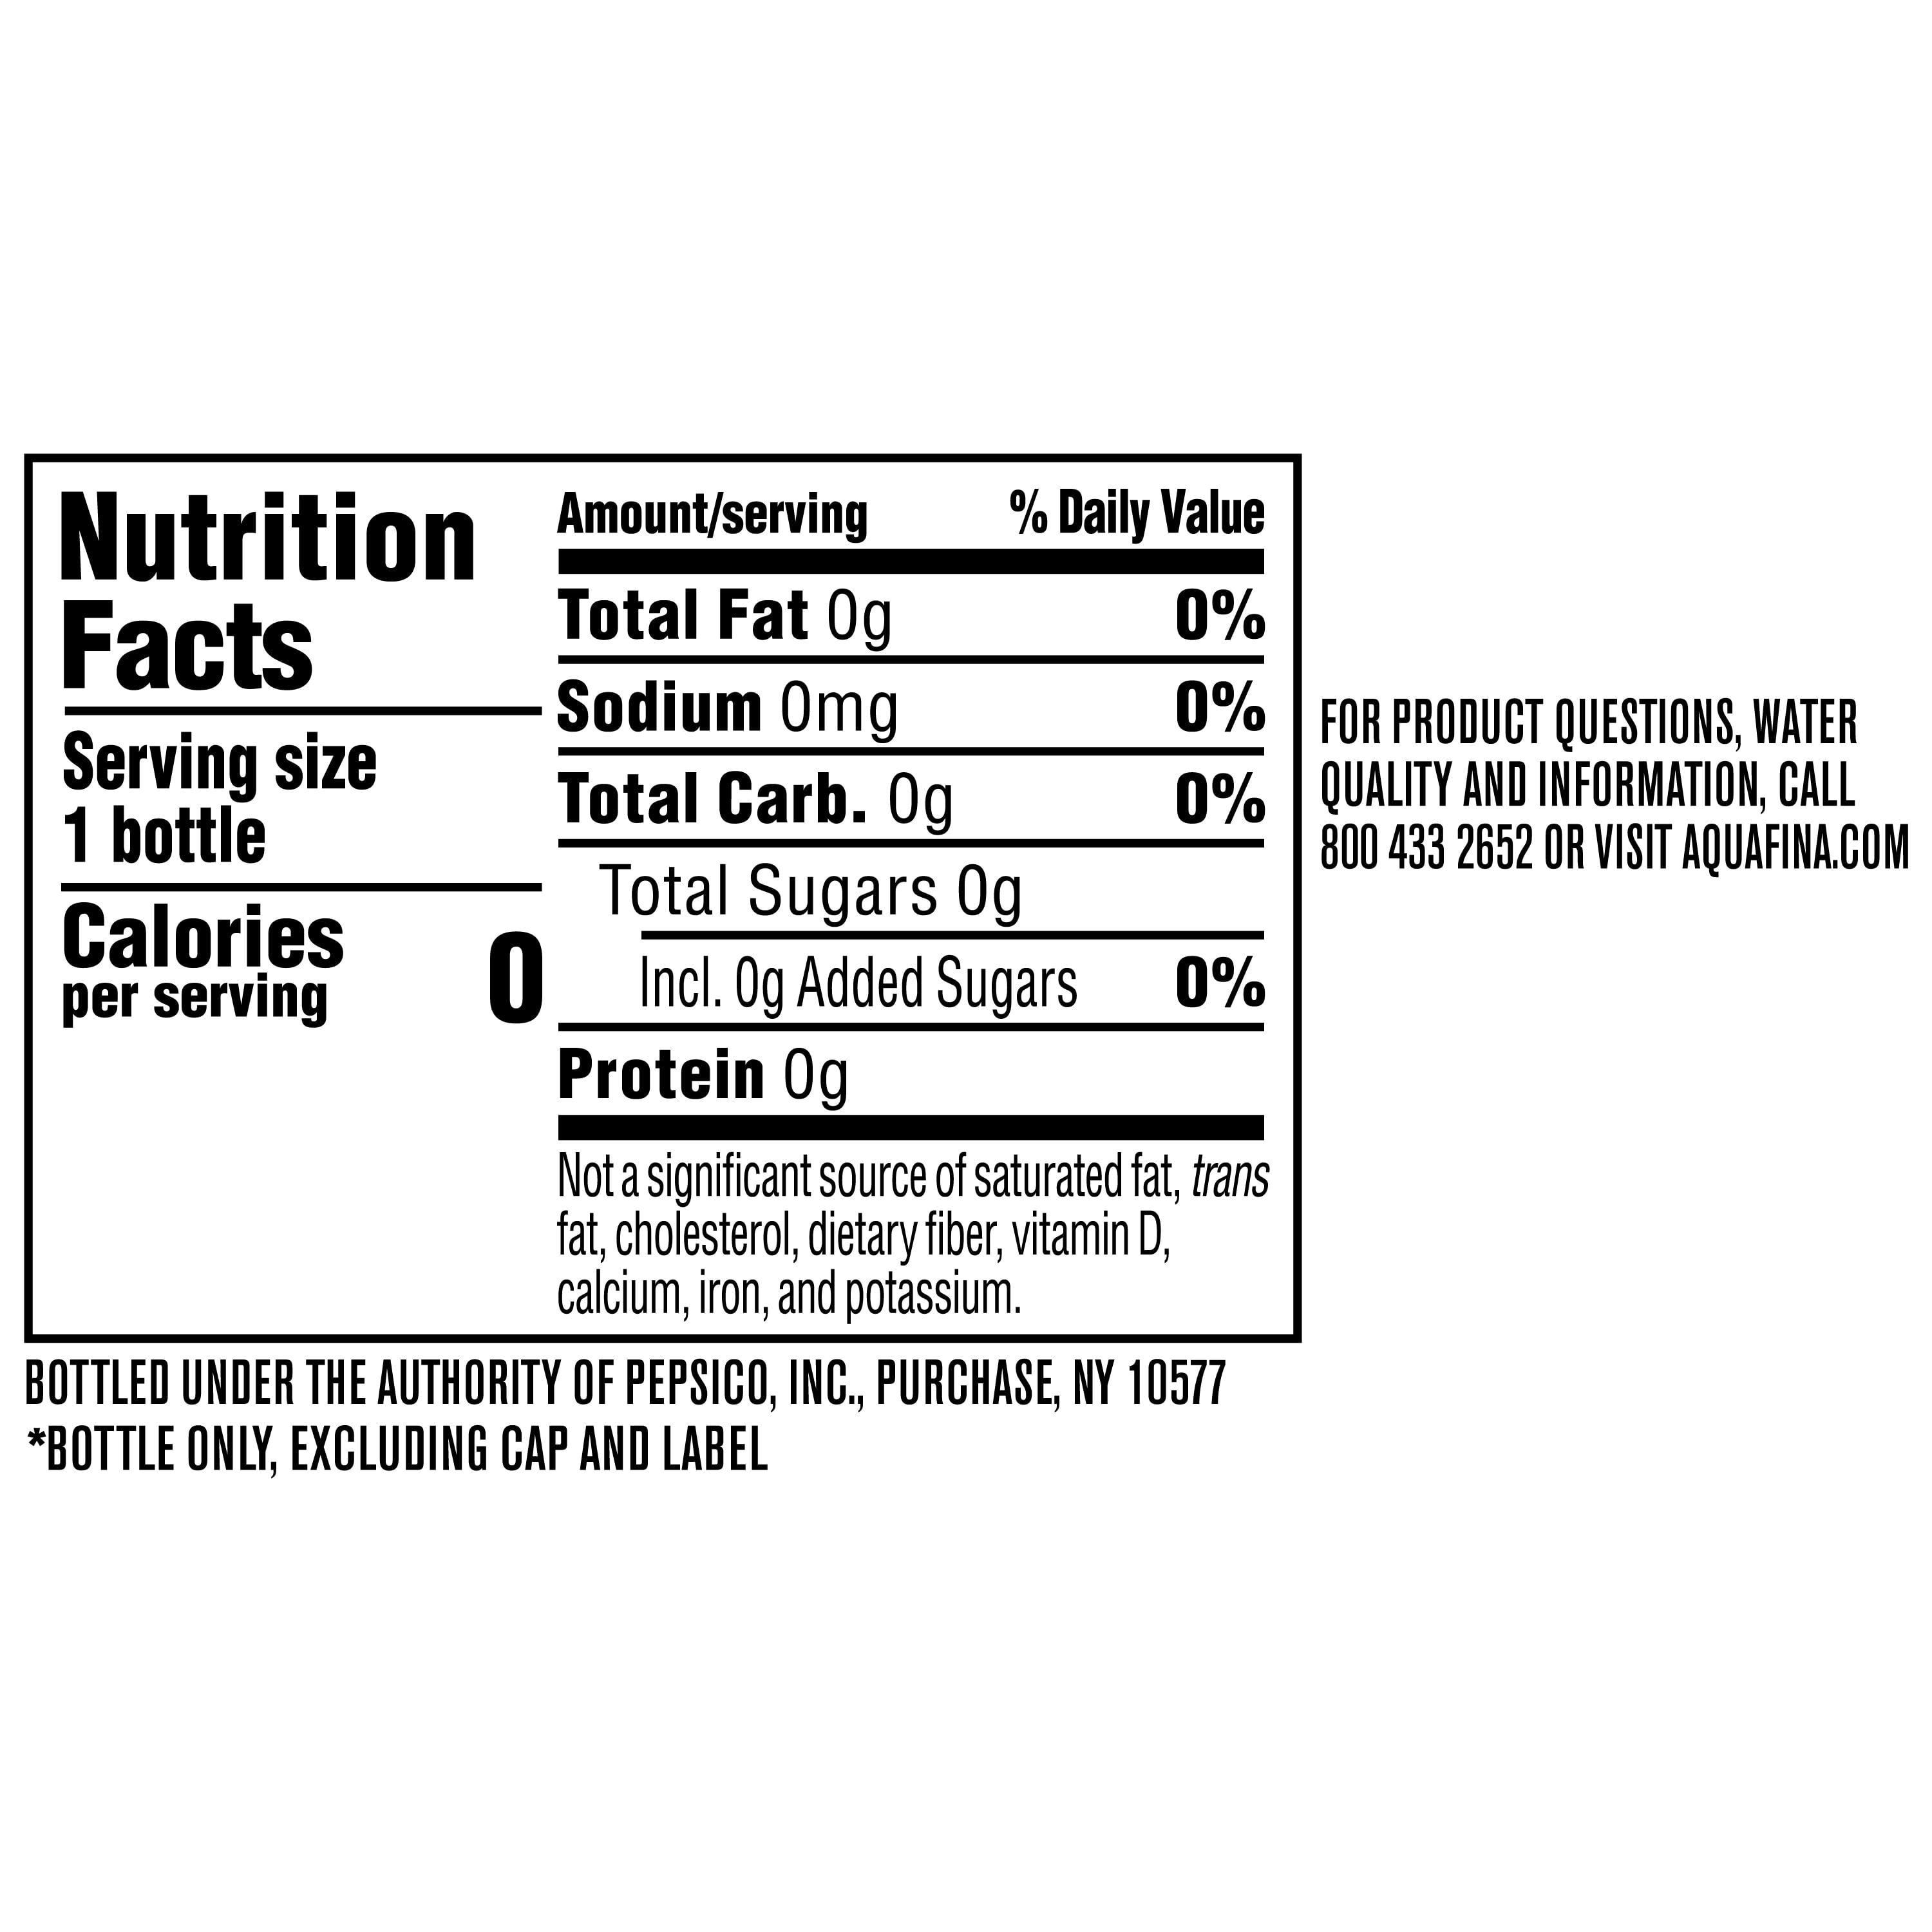 Nutrition
Facts
Serving size
1 bottle
Calories
per serving 0
Amount/serving % Daily Value
Total Fat 0g 0%
Sodium 0mg 0%
Total Carb. 0g 0%
Total Sugars 0g
Incl. 0g Added Sugars 0%
Protein 0g
Not a significant source of saturated fat, trans
fat, cholesterol, dietary fiber, vitamin D,
calcium, iron, and potassium.
FOR PRODUCT QUESTIONS, WATER
QUALITY AND INFORMATION, CALL
800 433 2652 OR VISIT AQUAFINA.COM
BOTTLED UNDER THE AUTHORITY OF PEPSICO, INC., PURCHASE, NY 10577
*BOTTLE ONLY, EXCLUDING CAP AND LABEL